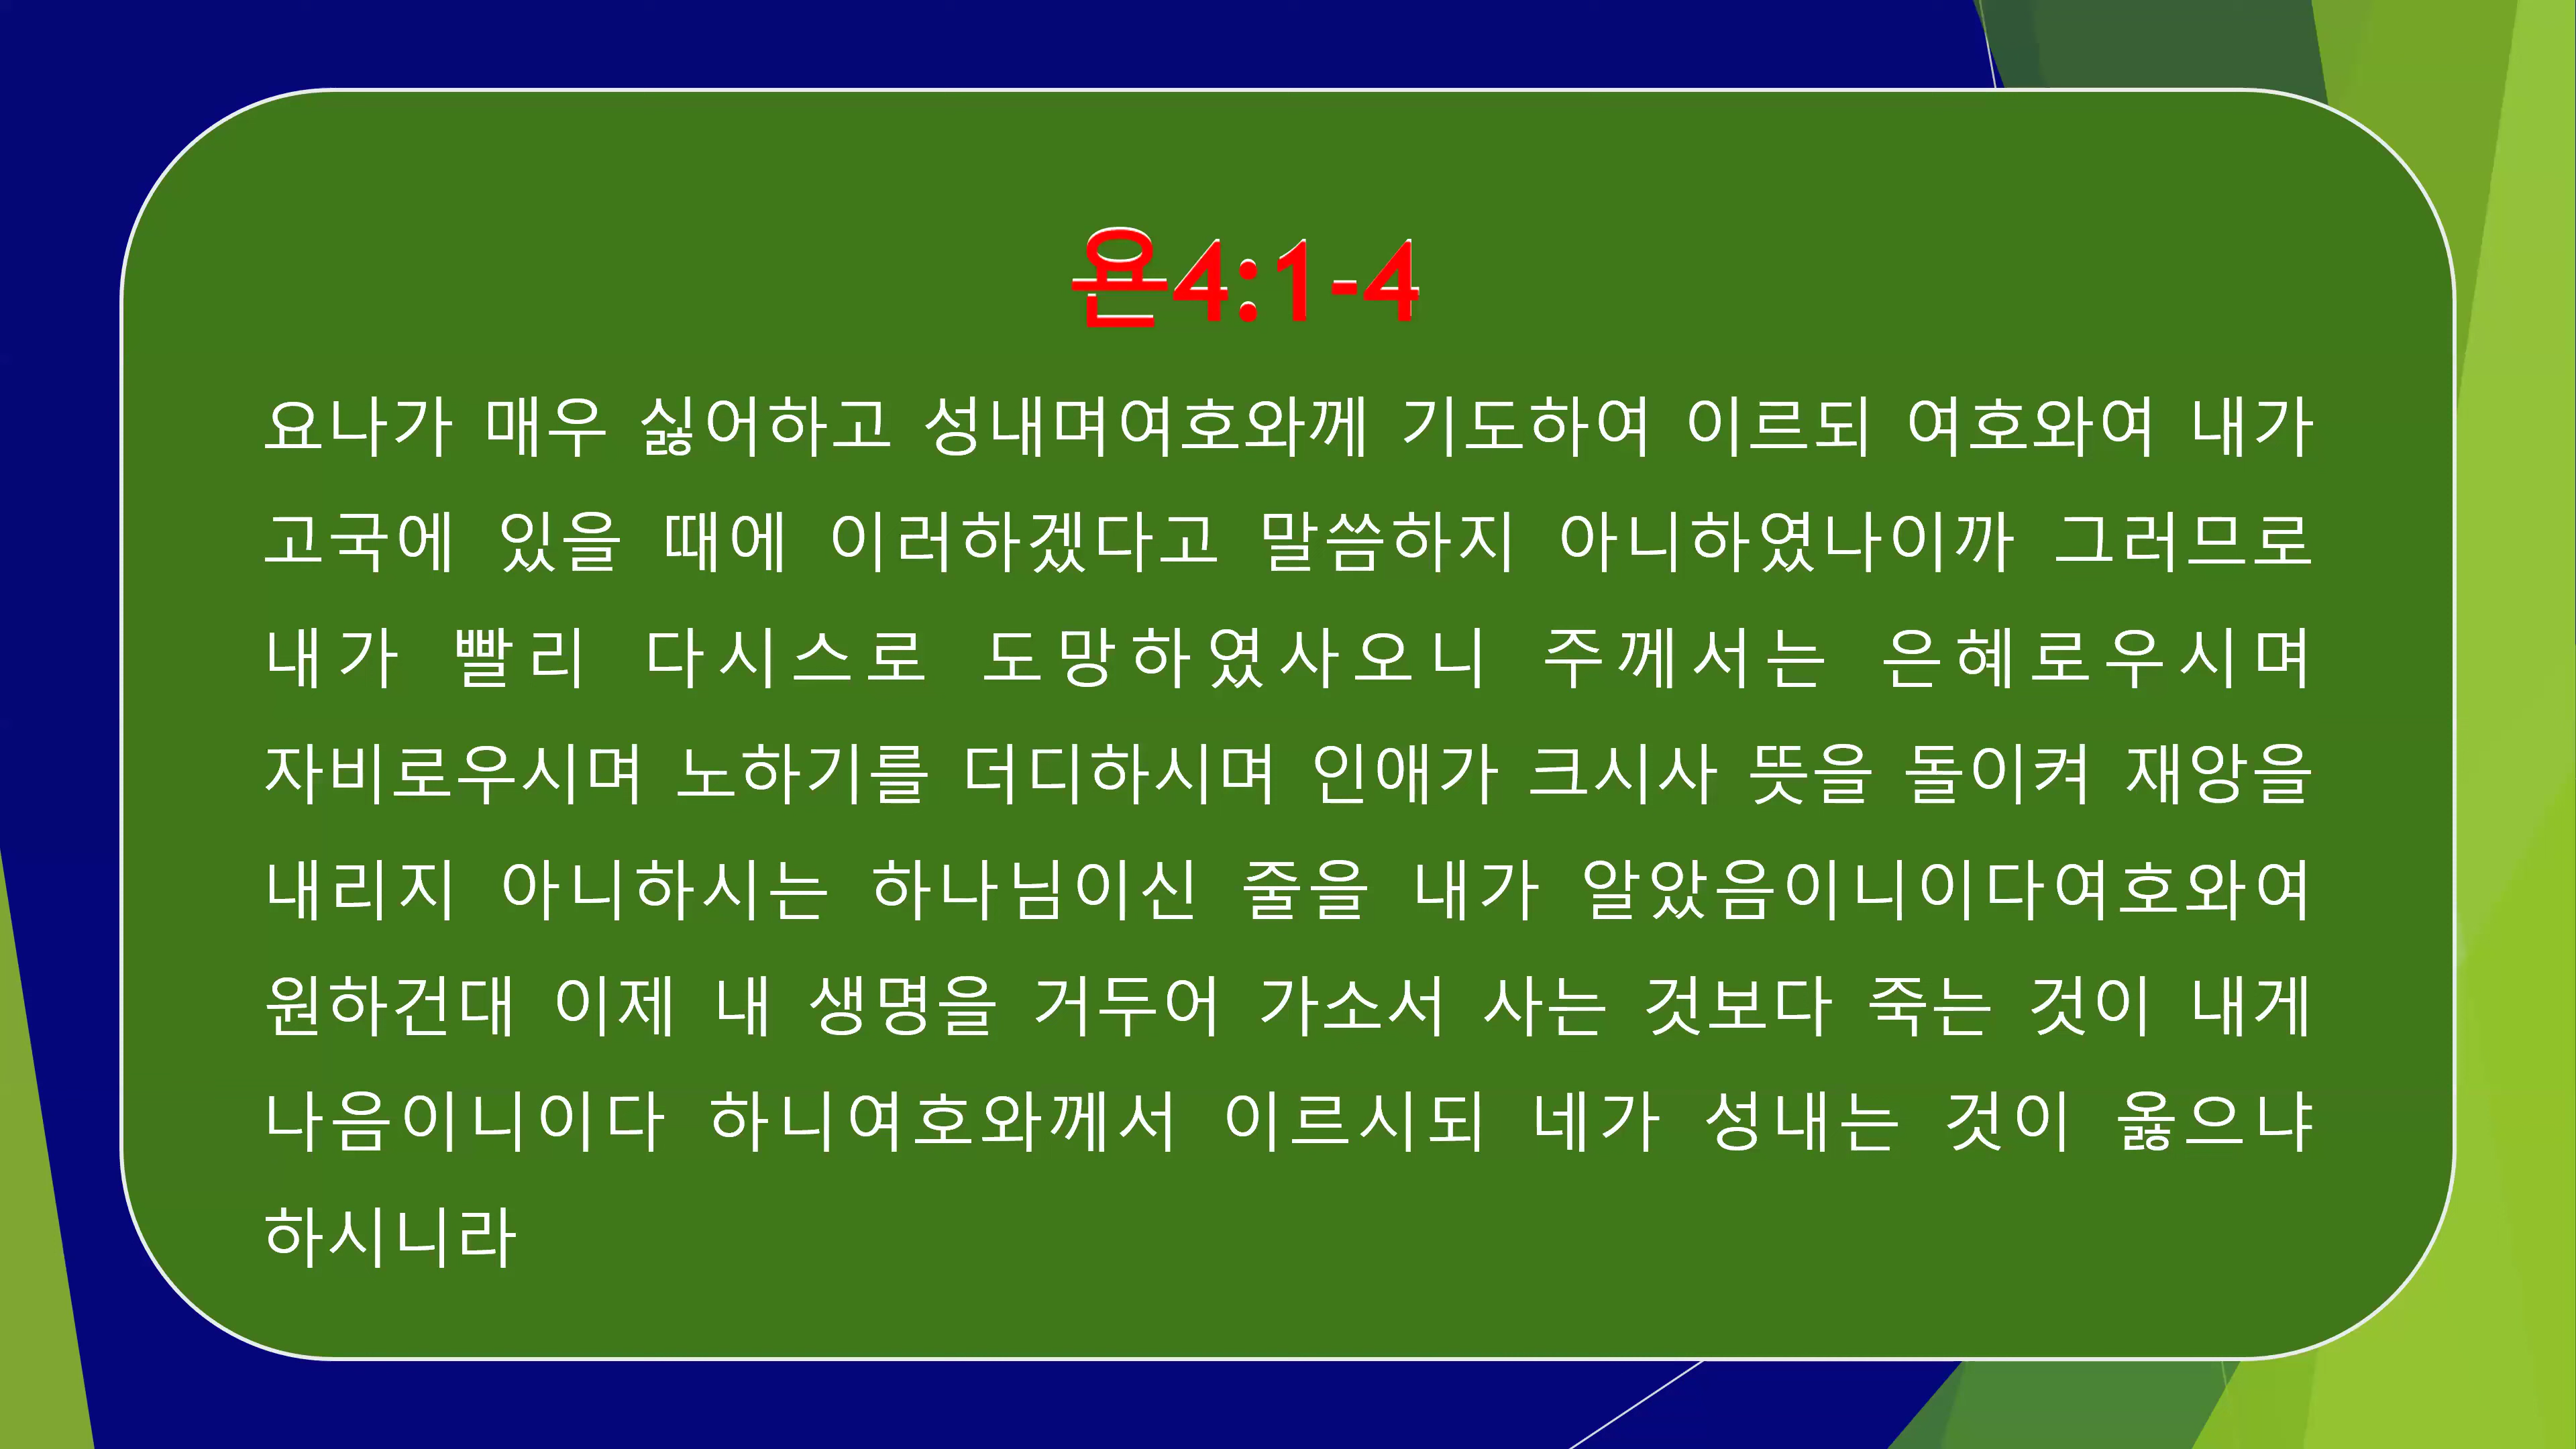 욘4:1-4
요나가 매우 싫어하고 성내며여호와께 기도하여 이르되 여호와여 내가
고국에 있을 때에 이러하겠다고 말씀하지 아니하였나이까 그러므로
내가 빨리 다시스로 도망하였사오니 주께서는 은혜로우시며
자비로우시며 노하기를 더디하시며 인애가 크시사 뜻을 돌이켜 재앙을
내리지 아니하시는 하나님이신 줄을 내가 알았음이니이다여호와여
원하건대 이제 내 생명을 거두어 가소서 사는 것보다 죽는 것이 내게
나음이니이다 하니여호와께서 이르시되 네가 성내는 것이 옳으냐
하시니라